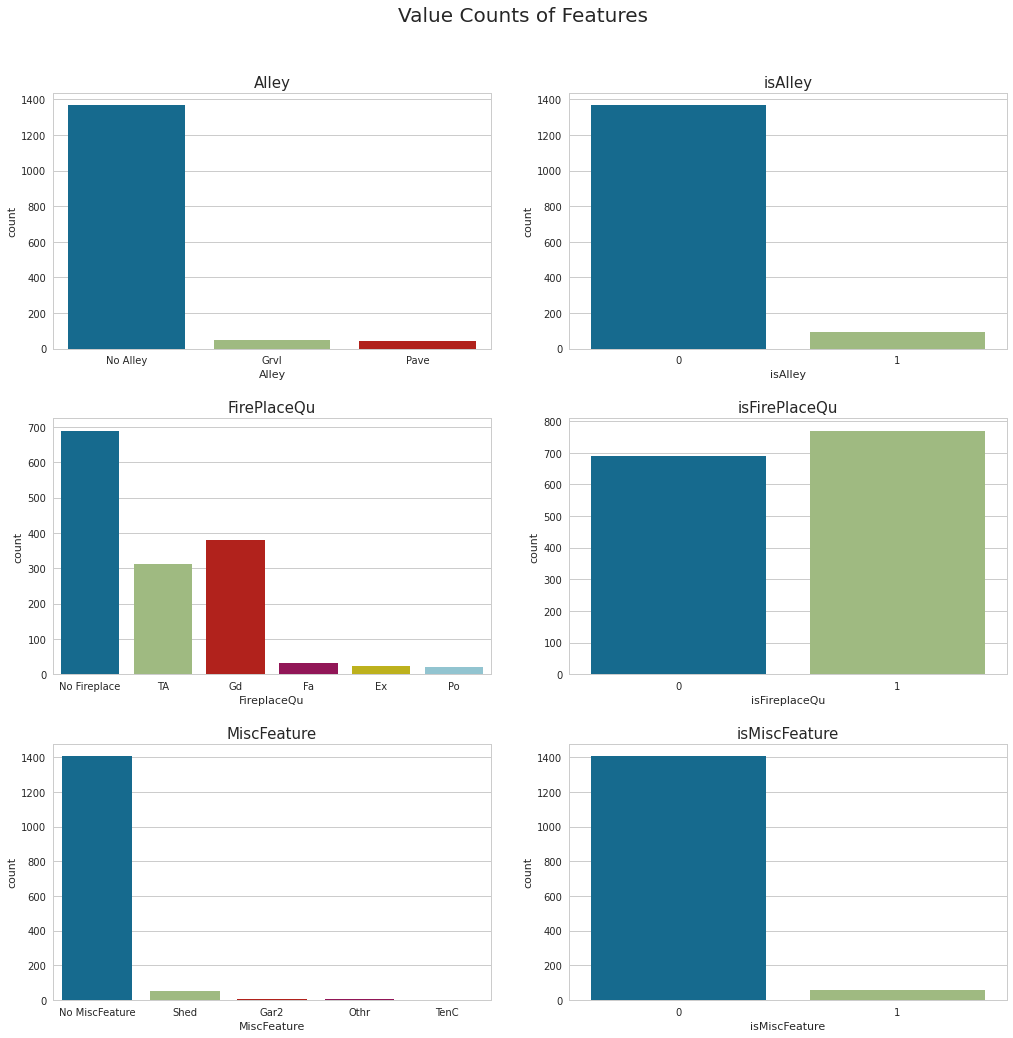 Value Counts of Features
Alley
1400
1200
1000
800
600
400
200
0
count
No Alley Grvl Pave
Alley
isAlley
1400
1200
1000
800
600
400
200
0
count
0 1
isAlley
FirePlaceQu
700
600
500
400
300
200
100
0
count
No Fireplace TA Gd Fa Ex Po
FireplaceQu
isFirePlaceQu
800
700
600
500
400
300
200
100
0
count
0 1
isFireplaceQu
MiscFeature
1400
1200
1000
800
600
400
200
0
count
No MiscFeature Shed Gar2 Othr TenC
MiscFeature
isMiscFeature
1400
1200
1000
800
600
400
200
0
count
0 1
isMiscFeature